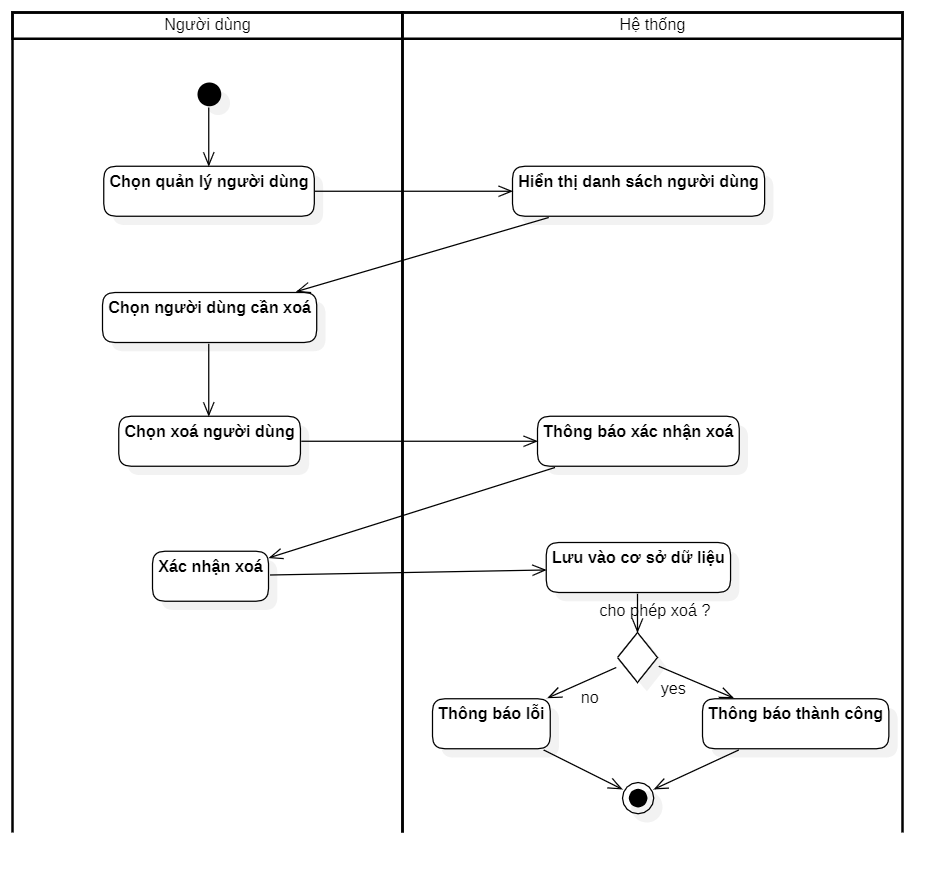 Người dùng
Hệ thống
Chọn quản lý người dùng
Hiển thị danh sách người dùng
Chọn người dùng cần xoá
Chọn xoá người dùng
Thông báo xác nhận xoá
Xác nhận xoá
Lưu vào cơ sở dữ liệu
cho phép xoá ?
no
yes
Thông báo lỗi
Thông báo thành công